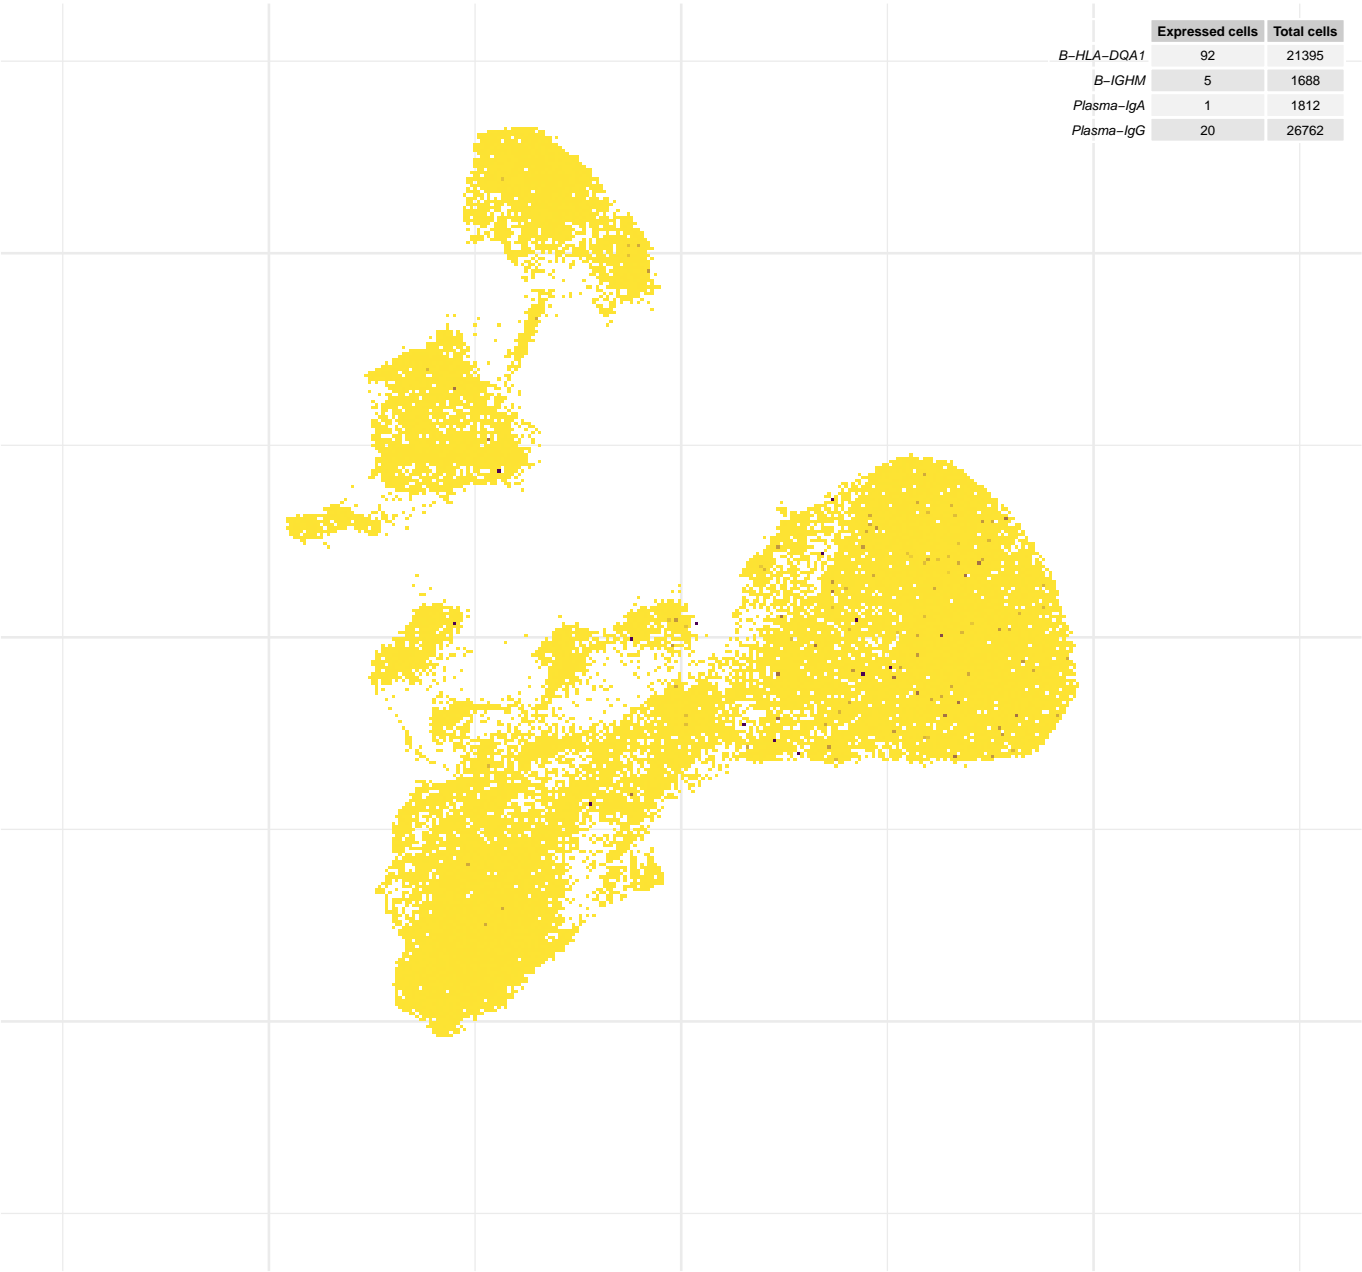 Expressed cells Total cells
B−HLA−DQA1 92 21395
B−IGHM 5 1688
Plasma−IgA 1 1812
Plasma−IgG 20 26762